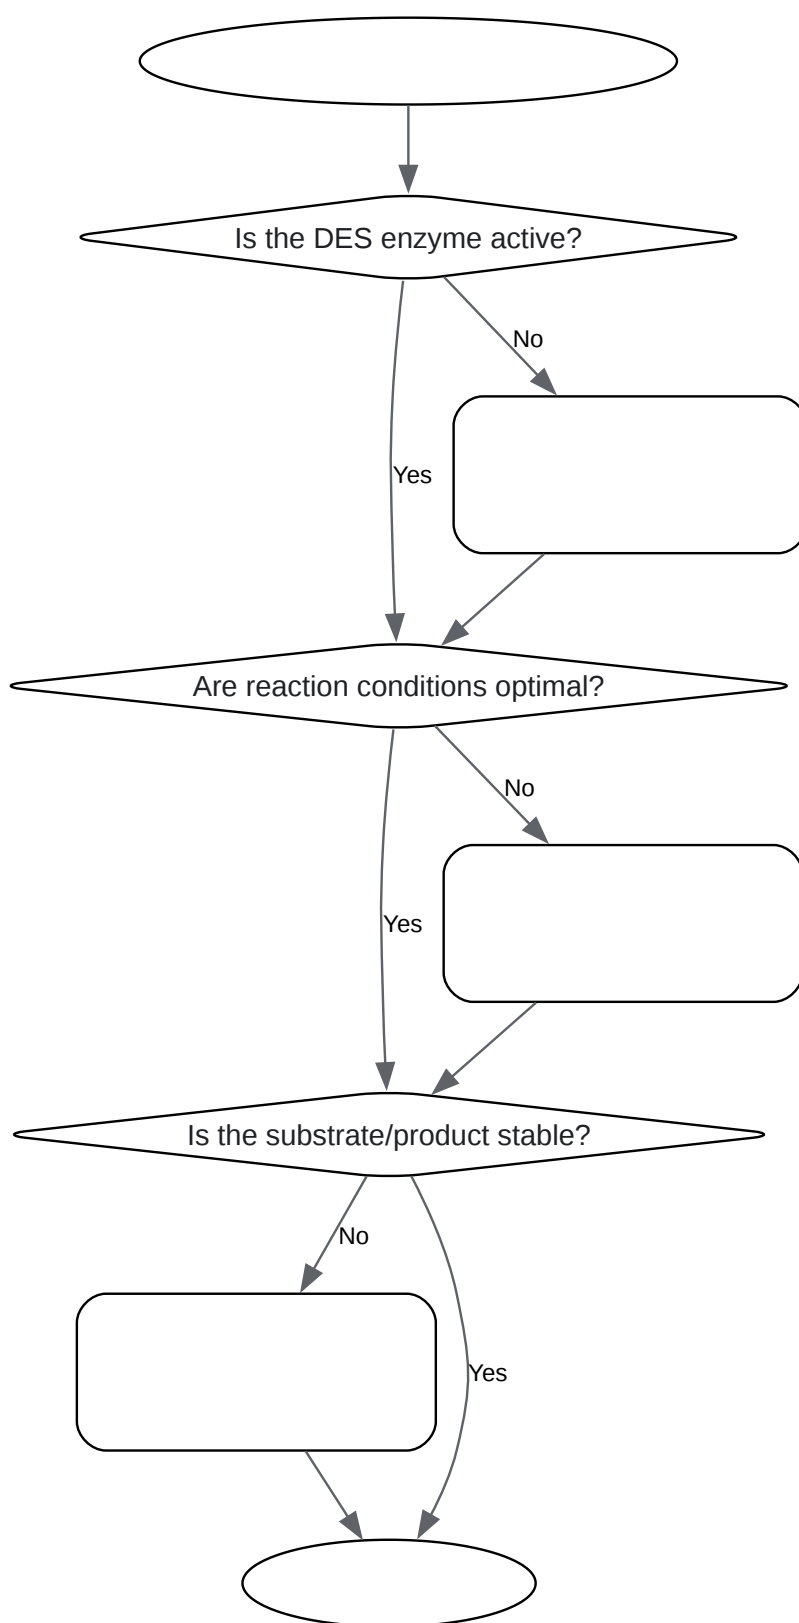 Is the DES enzyme active?
No
Yes
Are reaction conditions optimal?
No
Yes
Is the substrate/product stable?
No
Yes